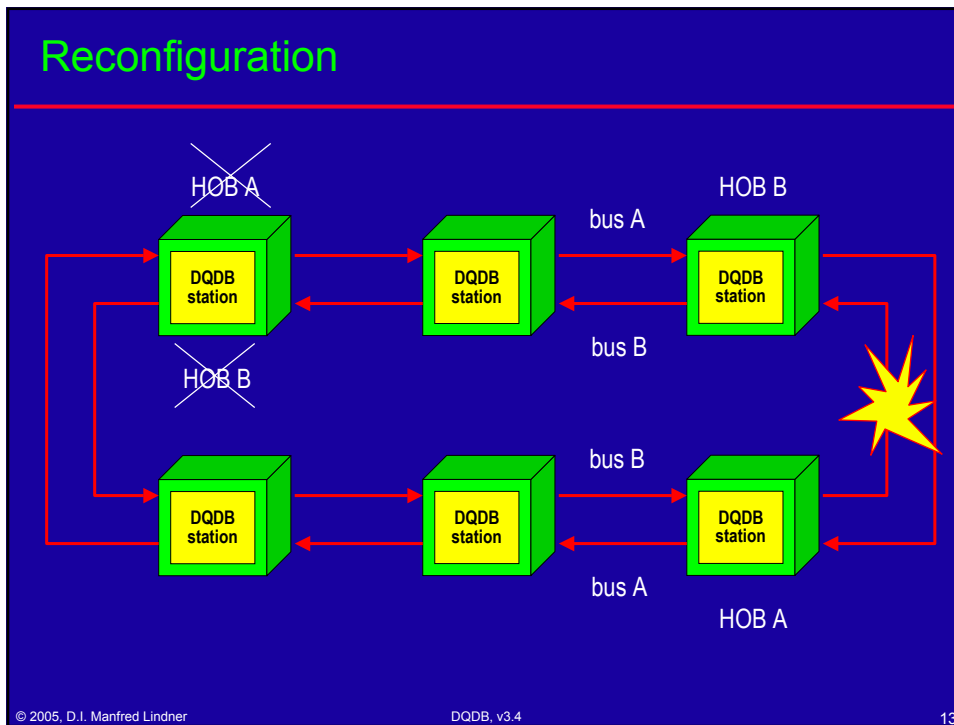 Reconfiguration
HOB A
HOB B
bus A
DQDB
station
DQDB
station
DQDB
station
bus B
HOB B
bus B
DQDB
station
DQDB
station
DQDB
station
bus A
HOB A
© 2005, D.I. Manfred Lindner
DQDB, v3.4
13